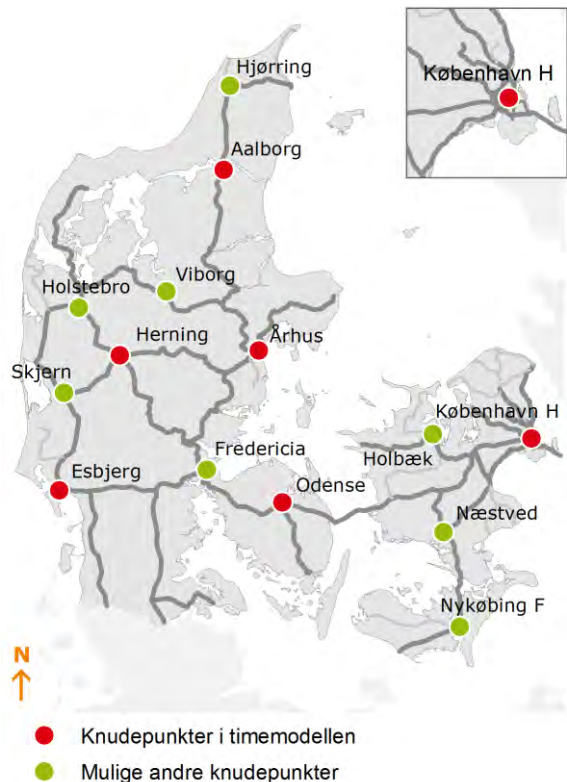 København H
Hjørring
Aalborg
Viborg
Holstebro
Herning
Århus
Skjern
København H
Fredericia
Holbæk
Esbjerg
Odense
Næstved
Nykøbing F
N
Knudepunkter i timemodellen
Mulige andre knudepunkter